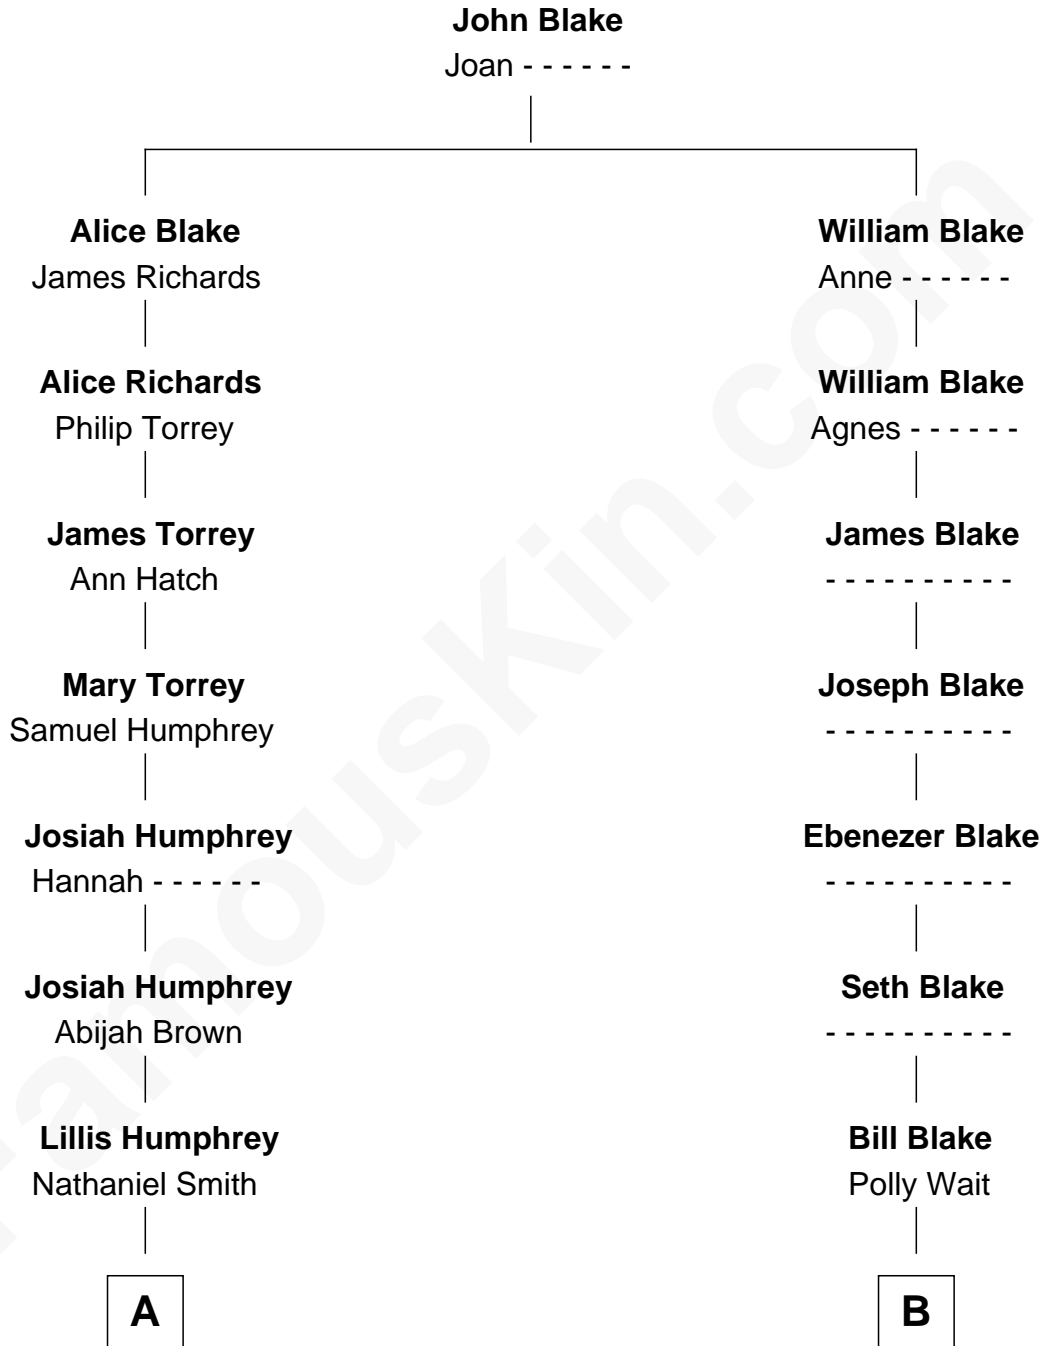 John Blake
Joan - - - - - -
Alice Blake
James Richards
William Blake
Anne - - - - - -
Alice Richards
Philip Torrey
William Blake
Agnes - - - - - -
James Torrey
Ann Hatch
James Blake
- - - - - - - - - -
Mary Torrey
Samuel Humphrey
Joseph Blake
- - - - - - - - - -
Josiah Humphrey
Hannah - - - - - -
Ebenezer Blake
- - - - - - - - - -
Josiah Humphrey
Abijah Brown
Seth Blake
- - - - - - - - - -
Lillis Humphrey
Nathaniel Smith
Bill Blake
Polly Wait
A
B
FamousKin.com